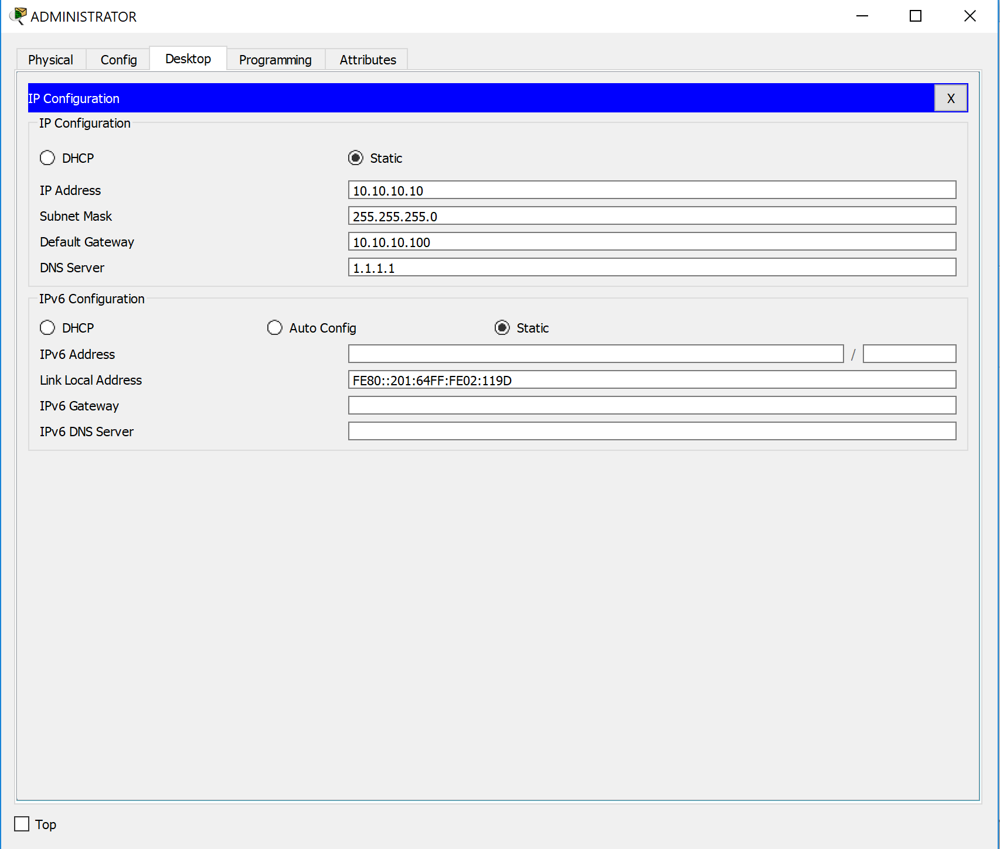 ADMINISTRATOR
Physical Config Desktop Programming Attributes
IP Configuration X
IP Configuration
DHCP Static
IP Address 10.10.10.10
Subnet Mask 255.255.255.0
Default Gateway 10.10.10.100
DNS Server 1.1.1.1
IPv6 Configuration
DHCP Auto Config Static
IPv6 Address /
Link Local Address FE80::201:64FF:FE02:119D
IPv6 Gateway
IPv6 DNS Server
Top